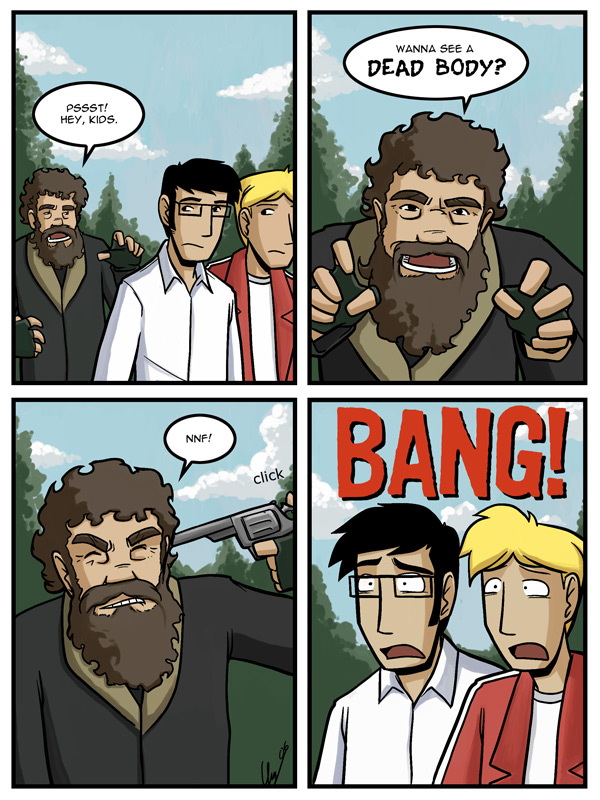 PSSST!
HEY, KIDS.
WANNA SEE A
DEAD BODY?
NNF!
click
BANG!